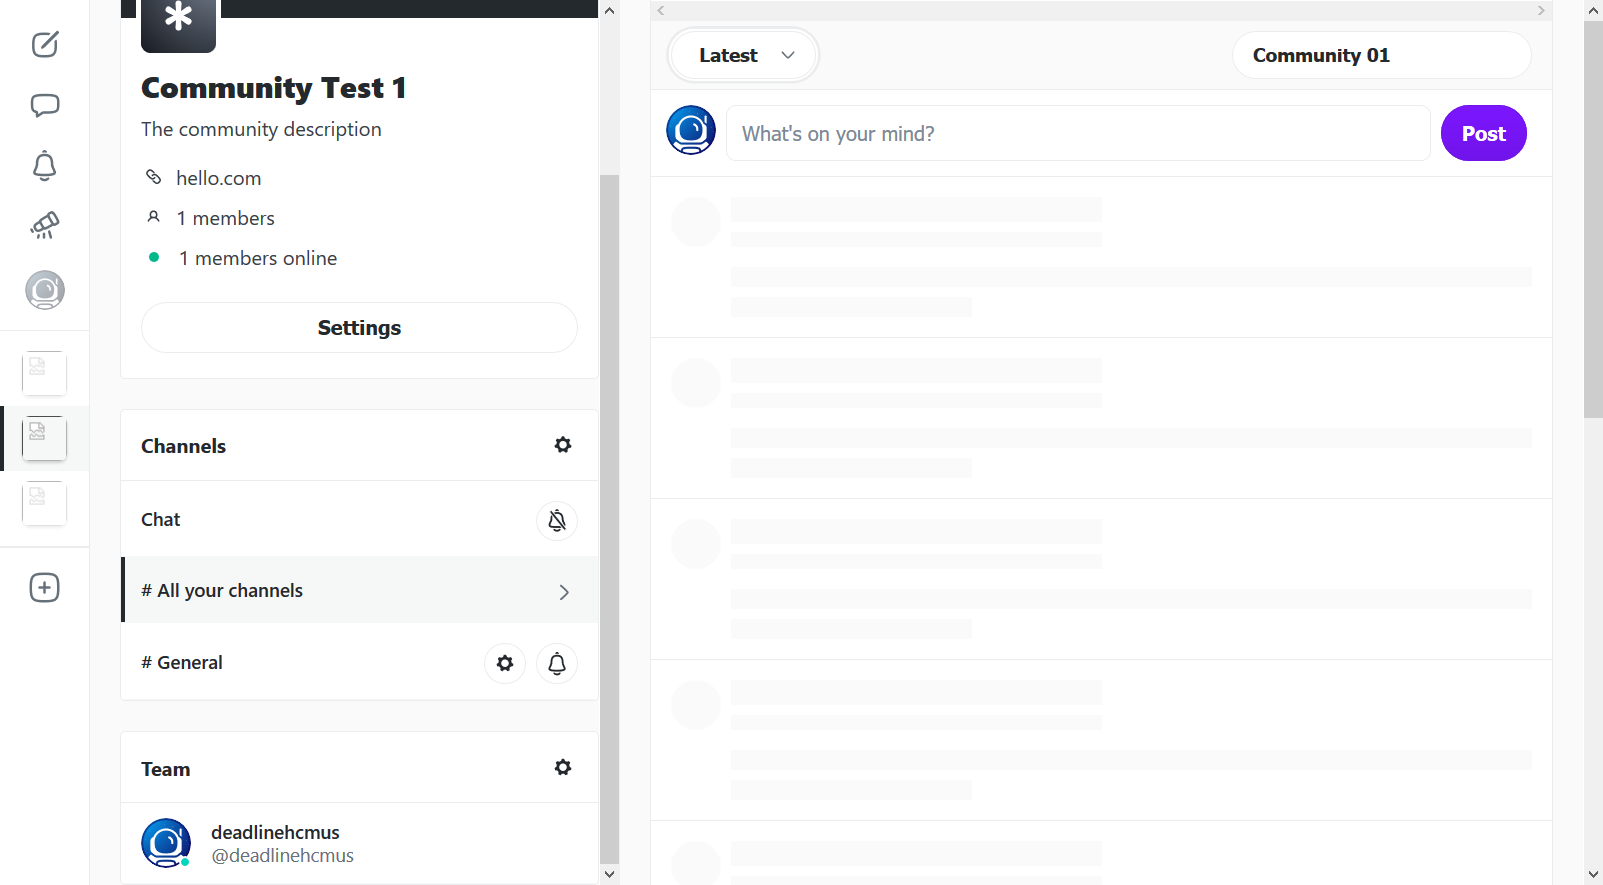 Community Test 1
The community description
hello.com
1 members
1 members online
Settings
Channels
Chat
# All your channels
# General
Team
deadlinehcmus
@deadlinehcmus
Latest
Community 01
What's on your mind?
Post